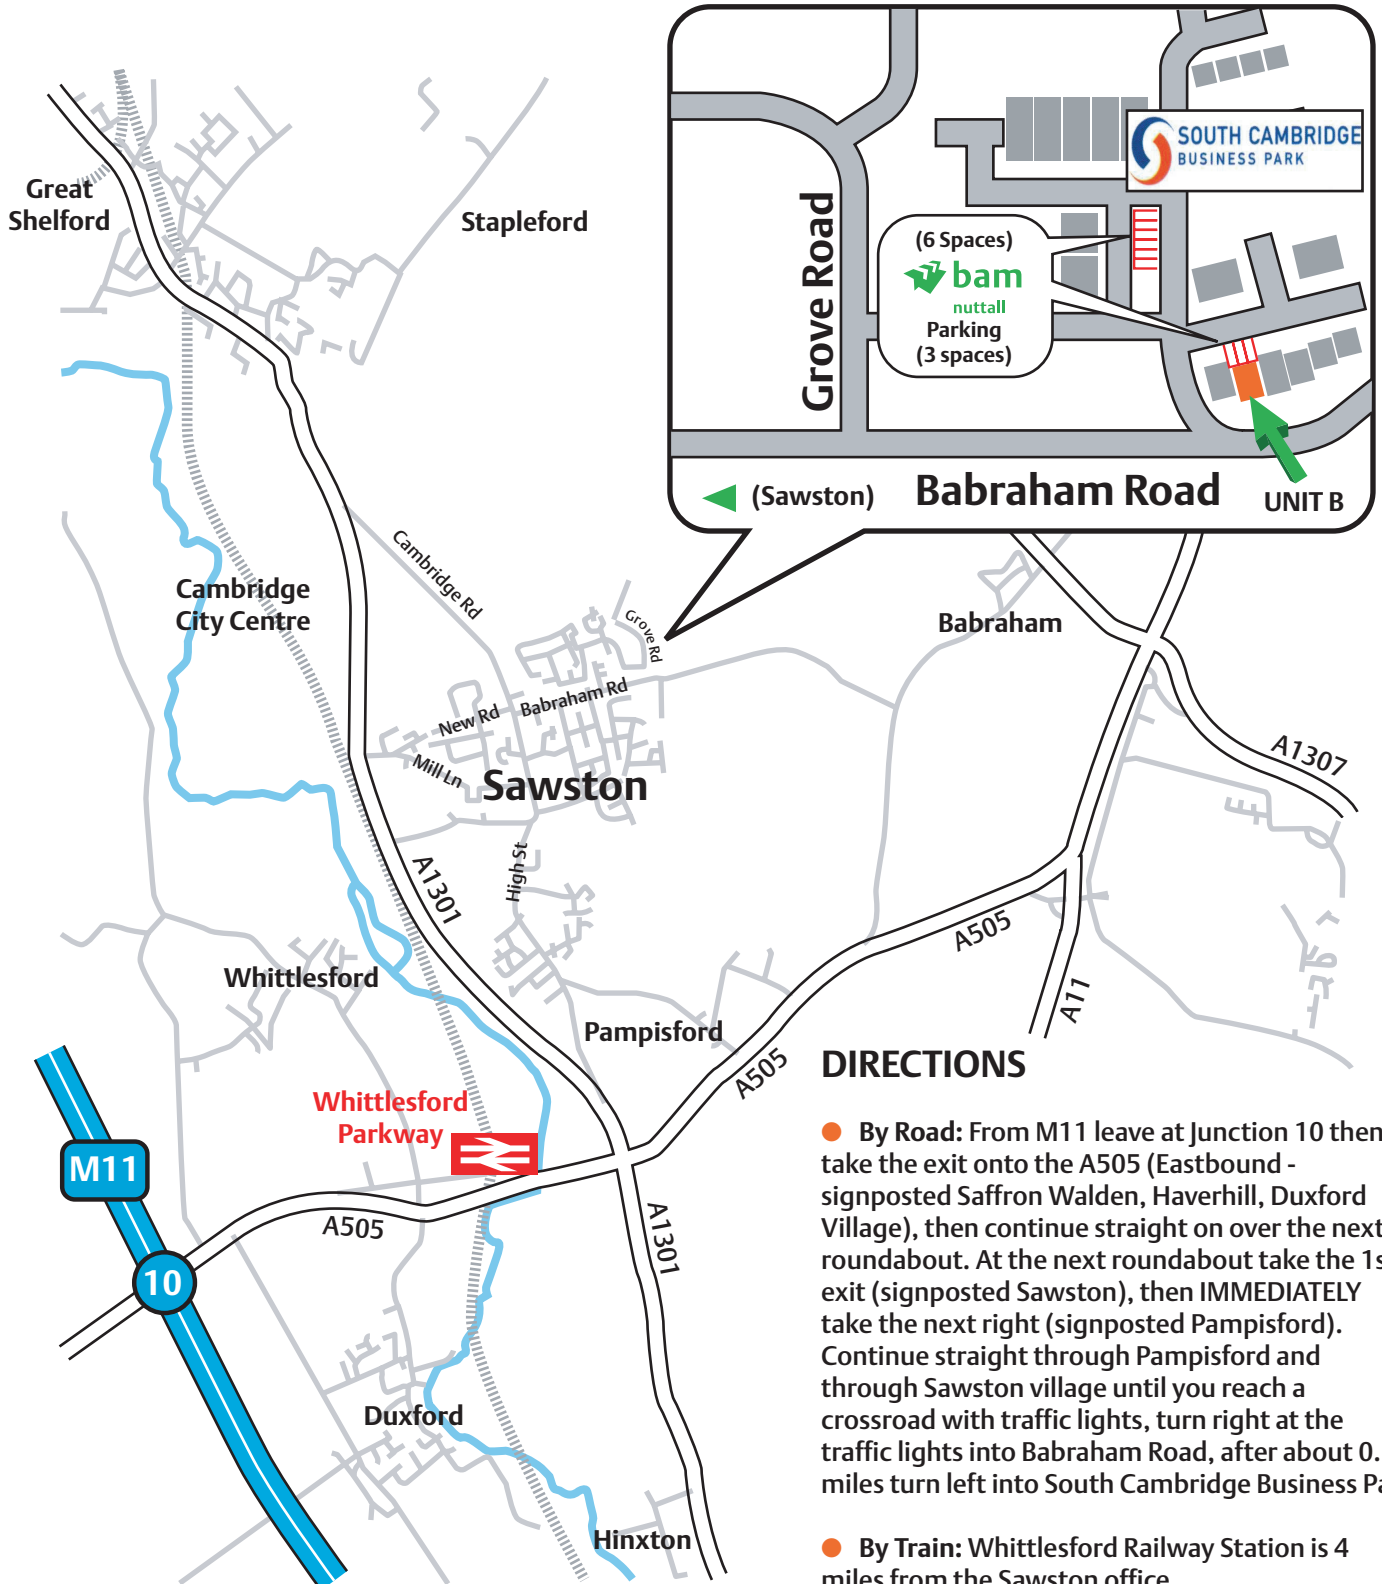 SOUTH CAMBRIDGE
BUSINESS PARK
Grove Road
(6 Spaces)
bam
nuttall
Parking
(3 spaces)
(Sawston)
Babraham Road
UNIT B
Great
Shelford
Stapleford
Cambridge
City Centre
Cambridge Rd
Grove Rd
Babraham
New Rd
Babraham Rd
Mill Ln
Sawston
A1307
High St
A1301
A505
A11
Whittlesford
Pampisford
A505
Whittlesford
Parkway
M11
A505
A1301
10
Duxford
Hinxton
DIRECTIONS
By Road: From M11 leave at Junction 10 then
take the exit onto the A505 (Eastbound -
signposted Saffron Walden, Haverhill, Duxford
Village), then continue straight on over the next
roundabout. At the next roundabout take the 1s
exit (signposted Sawston), then IMMEDIATELY
take the next right (signposted Pampisford).
Continue straight through Pampisford and
through Sawston village until you reach a
crossroad with traffic lights, turn right at the
traffic lights into Babraham Road, after about 0.
miles turn left into South Cambridge Business Pa
By Train: Whittlesford Railway Station is 4
miles from the Sawston office